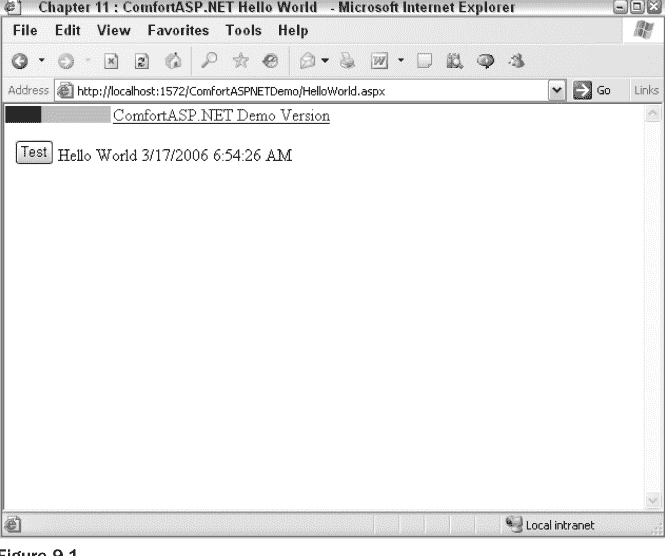 Chapter 11 : ComfortASP.NET Hello World - Microsoft Internet Explorer
File Edit View Favorites Tools Help
Address http://localhost:1572/ComfortASPNETDemo/HelloWorld.aspx Go Links
ComfortASP.NET Demo Version
Test Hello World 3/17/2006 6:54:26 AM
Local intranet
Figure 9-1